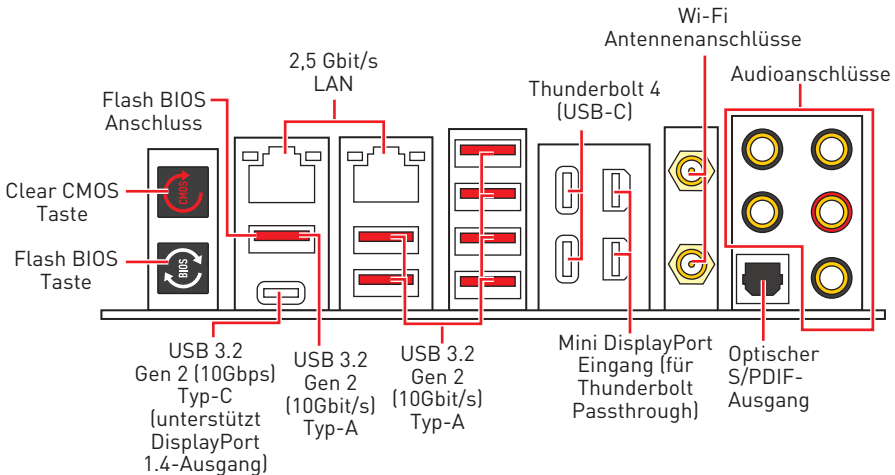 Wi-Fi
Antennenanschlüsse
2,5 Gbit/s
LAN
Audioanschlüsse
Thunderbolt 4
(USB-C)
Flash BIOS
Anschluss
Clear CMOS
Taste
CMOS
Flash BIOS
Taste
BIOS
USB 3.2
Gen 2 (10Gbps)
Typ-C
(unterstützt
DisplayPort
1.4-Ausgang)
USB 3.2
Gen 2
(10Gbit/s)
Typ-A
USB 3.2
Gen 2
(10Gbit/s)
Typ-A
Mini DisplayPort
Eingang (für
Thunderbolt
Passthrough)
Optischer
S/PDIF-
Ausgang